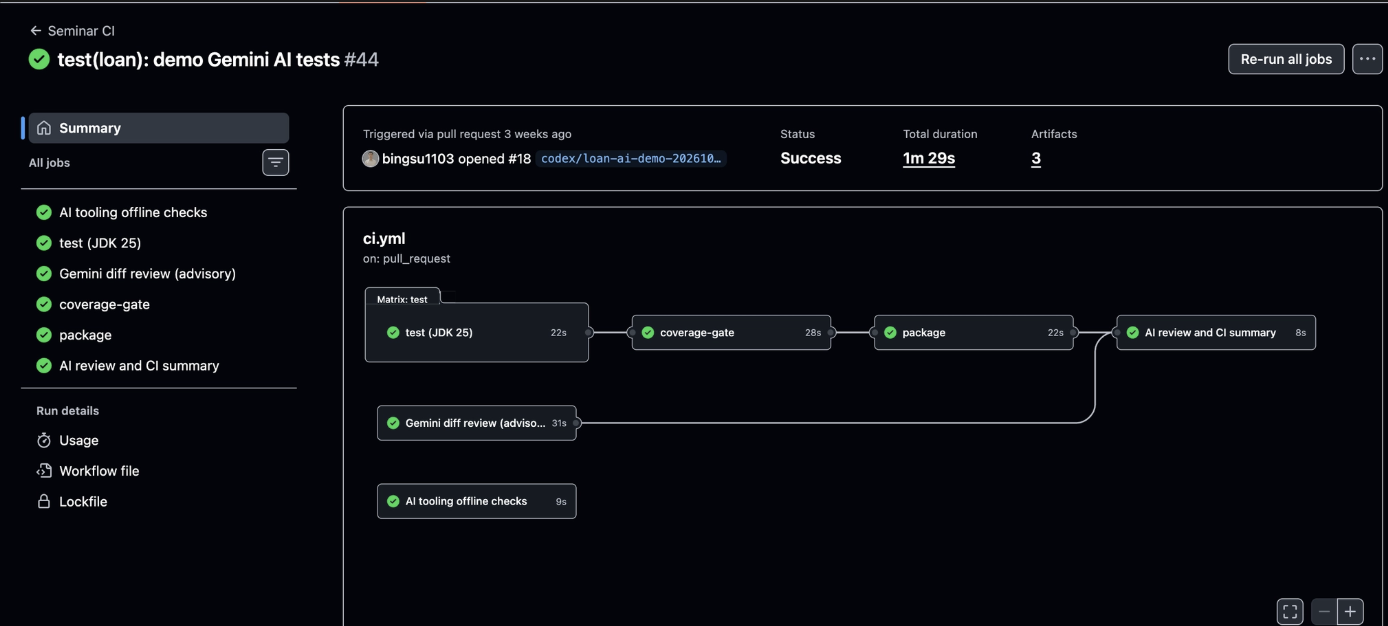 Seminar CI
test(loan): demo Gemini AI tests #44
Re-run all jobs
Summary
All jobs
AI tooling offline checks
test (JDK 25)
Gemini diff review (advisory)
coverage-gate
package
AI review and CI summary
Run details
Usage
Workflow file
Lockfile
Triggered via pull request 3 weeks ago
bingsu1103 opened #18 codex/loan-ai-demo-202610…
Status
Success
Total duration
1m 29s
Artifacts
3
ci.yml
on: pull_request
Matrix: test
test (JDK 25) 22s
coverage-gate 28s
package 22s
AI review and CI summary 8s
Gemini diff review (adviso... 31s
AI tooling offline checks 9s